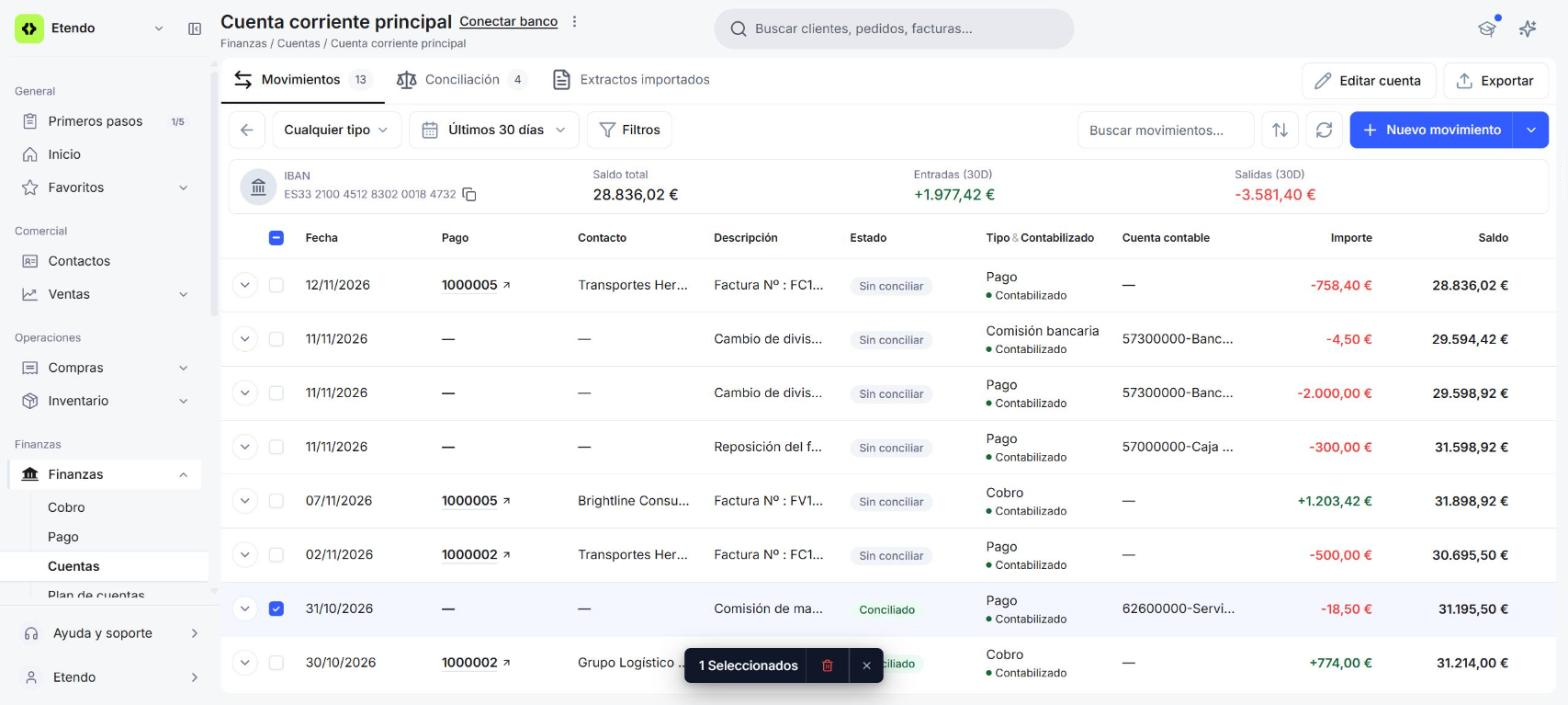 Etendo
Cuenta corriente principal Conectar banco
Finanzas / Cuentas / Cuenta corriente principal
Buscar clientes, pedidos, facturas...
General
Primeros pasos 1/5
Inicio
Favoritos
Comercial
Contactos
Ventas
Operaciones
Compras
Inventario
Finanzas
Finanzas
Cobro
Pago
Cuentas
Plan de cuentas
Ayuda y soporte
Etendo
Movimientos 13 Conciliación 4 Extractos importados
Editar cuenta Exportar
Cualquier tipo Últimos 30 días Filtros
Buscar movimientos... + Nuevo movimiento
IBAN Saldo total Entradas (30D) Salidas (30D)
ES33 2100 4512 8302 0018 4732 28.836,02 € +1.977,42 € -3.581,40 €
Fecha Pago Contacto Descripción Estado Tipo & Contabilizado Cuenta contable Importe Saldo
12/11/2026 1000005 ↗ Transportes Her... Factura Nº : FC1... Sin conciliar Pago — -758,40 € 28.836,02 €
Contabilizado
11/11/2026 — — Cambio de divis... Sin conciliar Comisión bancaria 57300000-Banc... -4,50 € 29.594,42 €
Contabilizado
11/11/2026 — — Cambio de divis... Sin conciliar Pago 57300000-Banc... -2.000,00 € 29.598,92 €
Contabilizado
11/11/2026 — — Reposición del f... Sin conciliar Pago 57000000-Caja ... -300,00 € 31.598,92 €
Contabilizado
07/11/2026 1000005 ↗ Brightline Consu... Factura Nº : FV1... Sin conciliar Cobro — +1.203,42 € 31.898,92 €
Contabilizado
02/11/2026 1000002 ↗ Transportes Her... Factura Nº : FC1... Sin conciliar Pago — -500,00 € 30.695,50 €
Contabilizado
31/10/2026 — — Comisión de ma... Conciliado Pago 62600000-Servi... -18,50 € 31.195,50 €
Contabilizado
30/10/2026 1000002 ↗ Grupo Logístico ... ciliado Cobro — +774,00 € 31.214,00 €
Contabilizado
1 Seleccionados